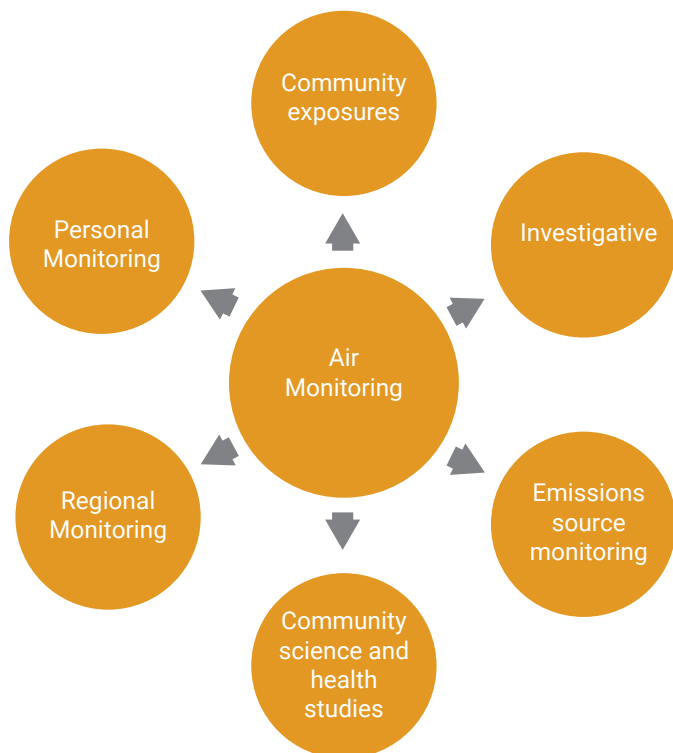 Community
exposures
Personal
Monitoring
Investigative
Air
Monitoring
Regional
Monitoring
Emissions
source
monitoring
Community
science and
health
studies